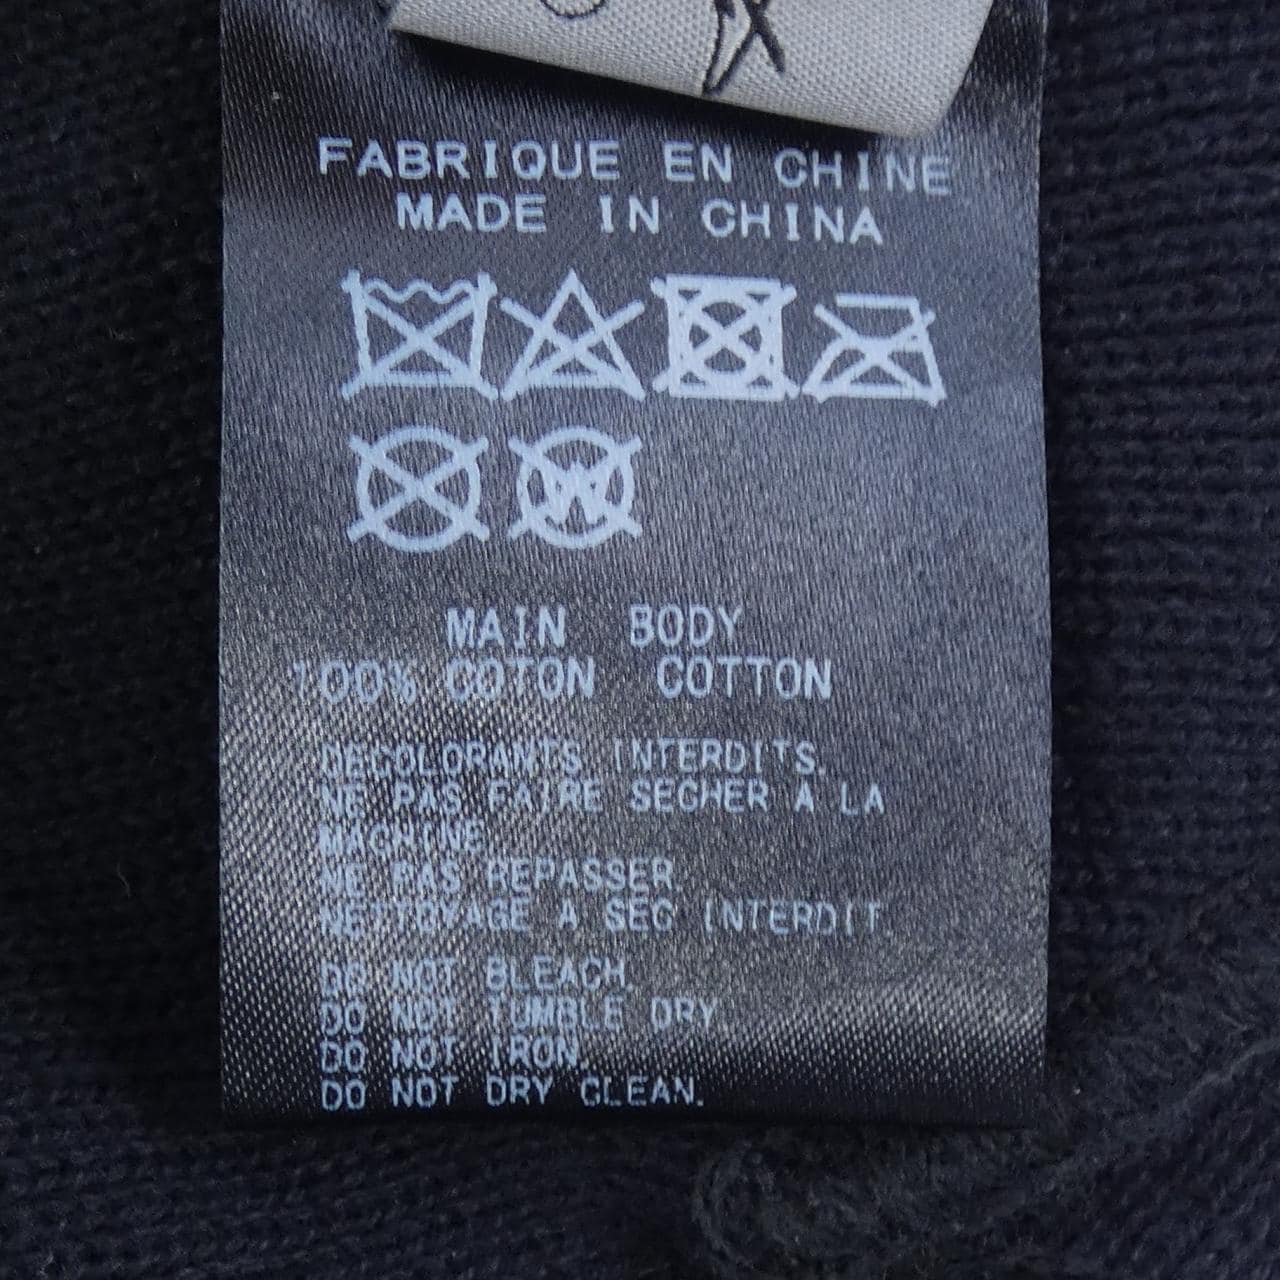 FABRIQUE EN CHINE
MADE IN CHINA
W
MAIN BODY
100% COTON COTTON
DECOLORANTS INTERDITS.
NE PAS FAIRE SECHER A LA
MACHINE.
NE PAS REPASSER.
NETTOYAGE A SEC INTERDIT
DO NOT BLEACH.
DO NOT TUMBLE DRY
DO NOT IRON.
DO NOT DRY CLEAN.